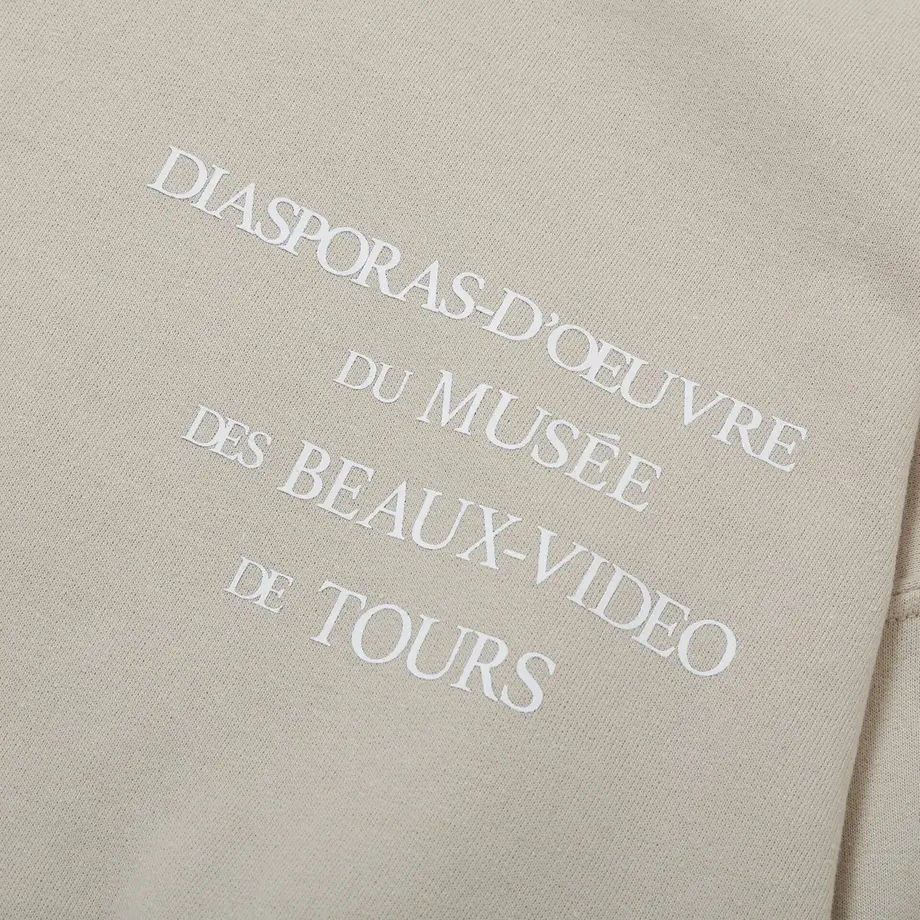 DIASPORAS-D’OEUVRE
DU MUSÉE
DES BEAUX-VIDEO
DE TOURS